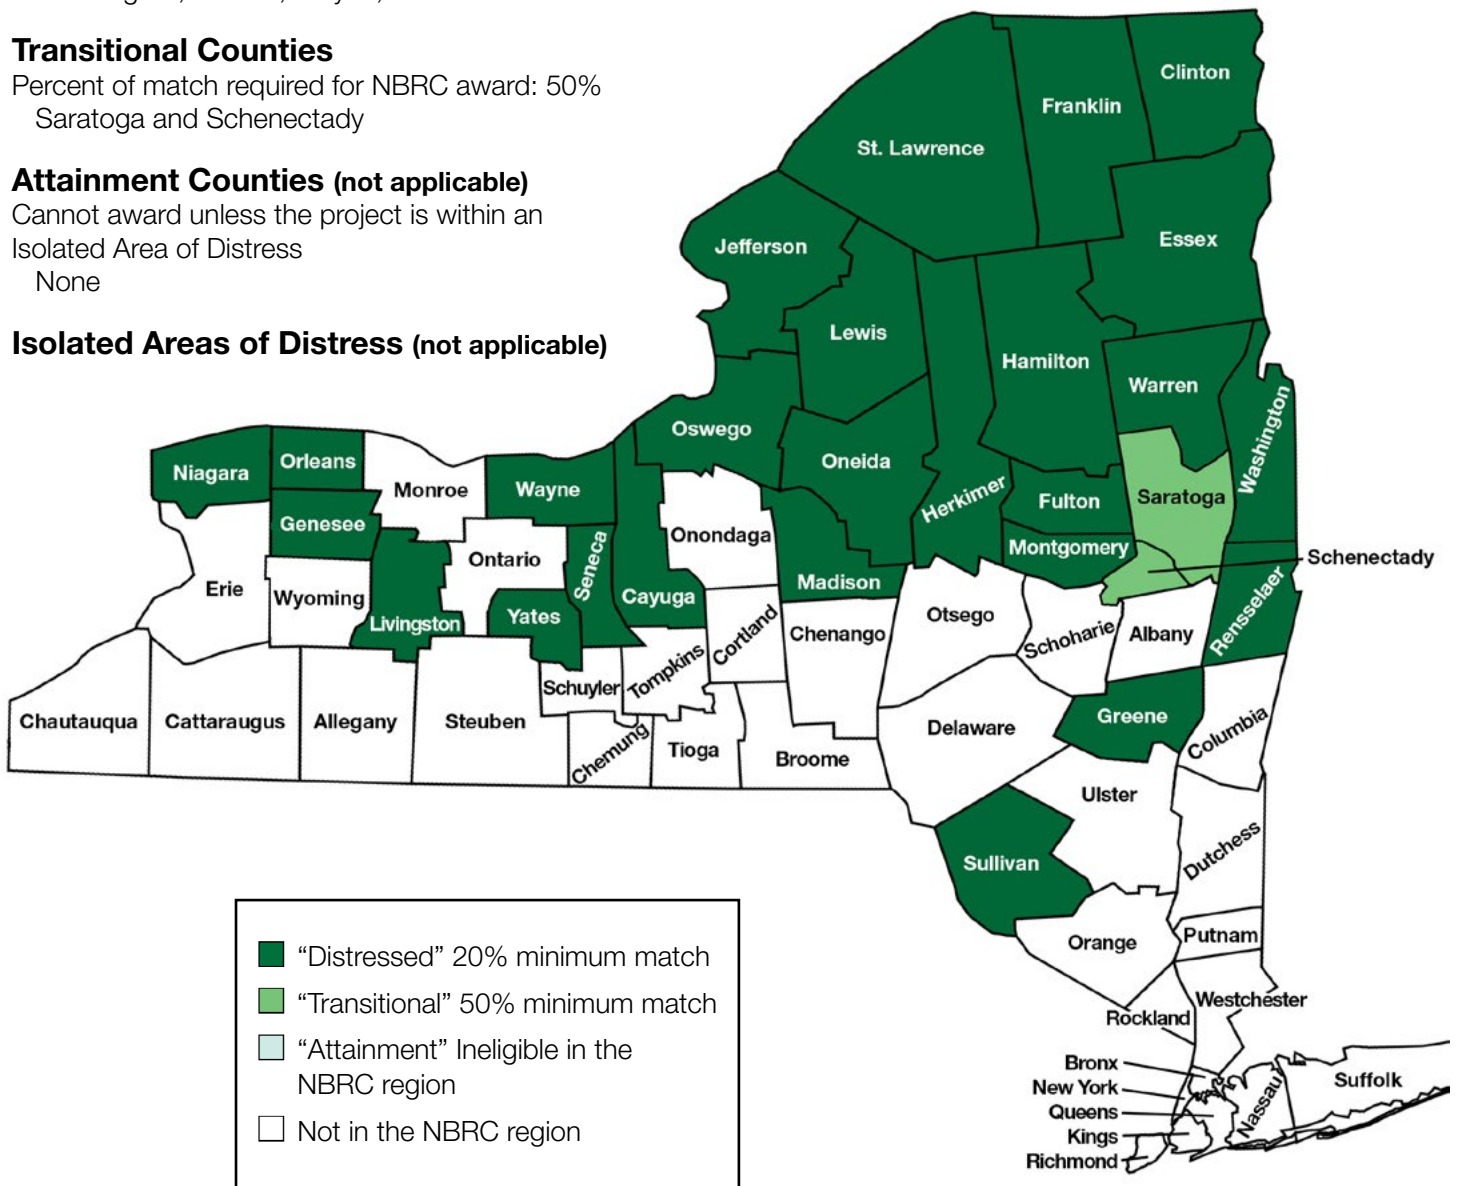 Transitional Counties
Percent of match required for NBRC award: 50%
Saratoga and Schenectady
Attainment Counties (not applicable)
Cannot award unless the project is within an
Isolated Area of Distress
None
Isolated Areas of Distress (not applicable)
Clinton
Franklin
St. Lawrence
Essex
Jefferson
Lewis
Hamilton
Warren
Washington
Oswego
Oneida
Herkimer
Fulton
Saratoga
Montgomery
Schenectady
Niagara
Orleans
Monroe
Wayne
Genesee
Ontario
Seneca
Onondaga
Erie
Wyoming
Livingston
Yates
Cayuga
Madison
Cortland
Chenango
Otsego
Schoharie
Albany
Rensselaer
Chautauqua
Cattaraugus
Allegany
Steuben
Schuyler
Tompkins
Chemung
Tioga
Broome
Delaware
Greene
Columbia
Ulster
Sullivan
Dutchess
Orange
Putnam
Westchester
Rockland
Bronx
New York
Queens
Kings
Richmond
Nassau
Suffolk
“Distressed” 20% minimum match
“Transitional” 50% minimum match
“Attainment” Ineligible in the
NBRC region
Not in the NBRC region